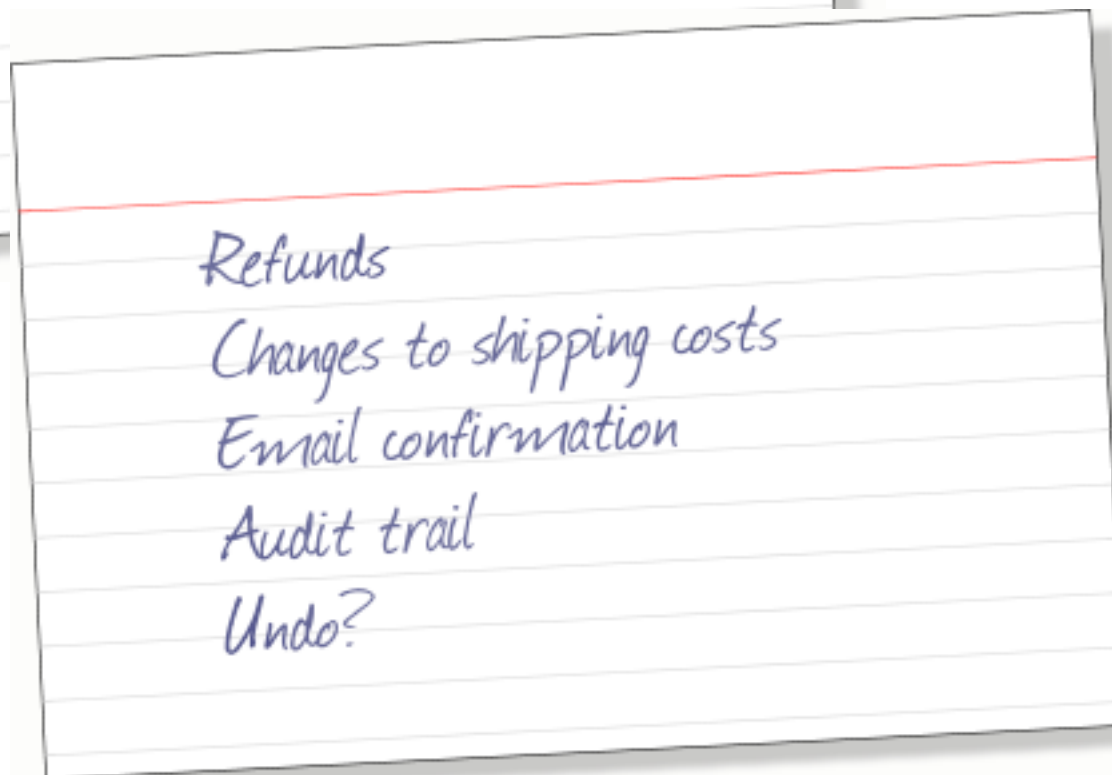 Refunds
Changes to shipping costs
Email confirmation
Audit trail
Undo?